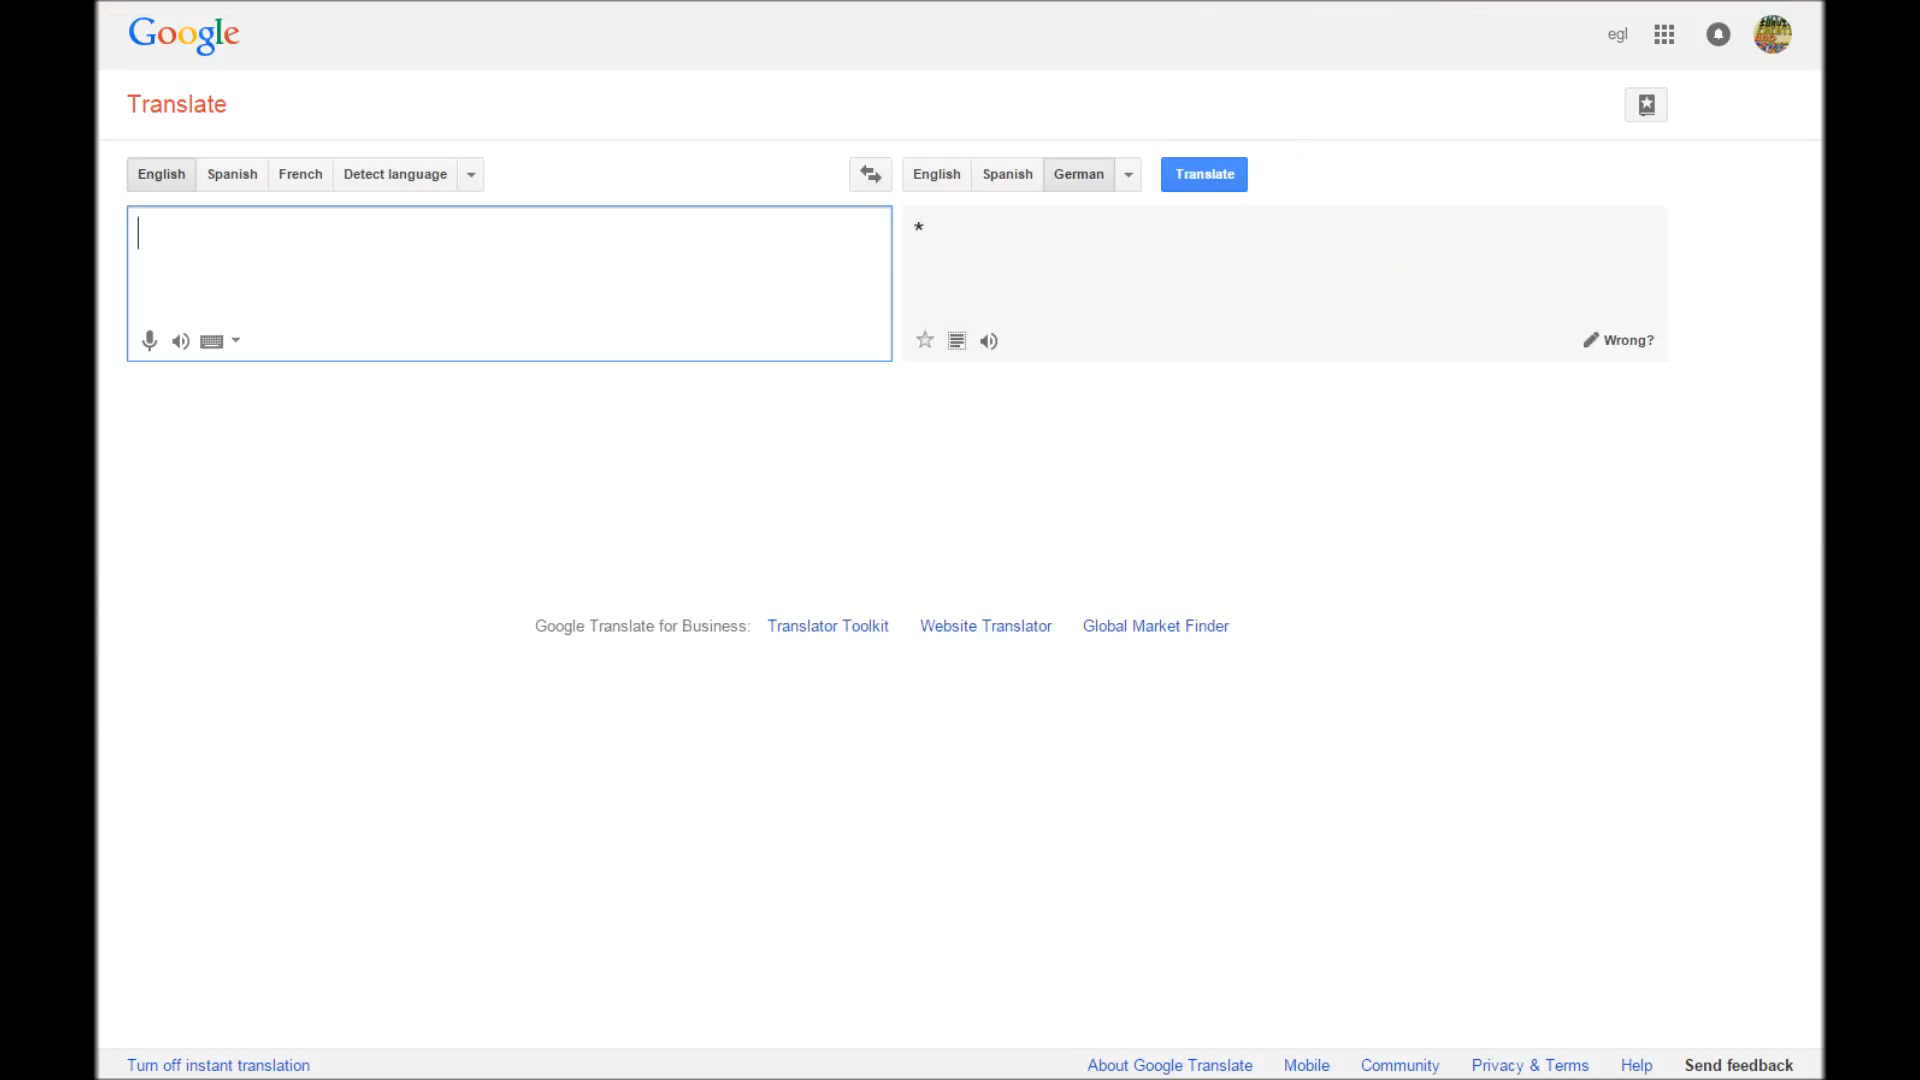 Google
egl
Translate
English Spanish French Detect language
English Spanish German Translate
*
Wrong?
Google Translate for Business: Translator Toolkit Website Translator Global Market Finder
Turn off instant translation
About Google Translate Mobile Community Privacy & Terms Help Send feedback